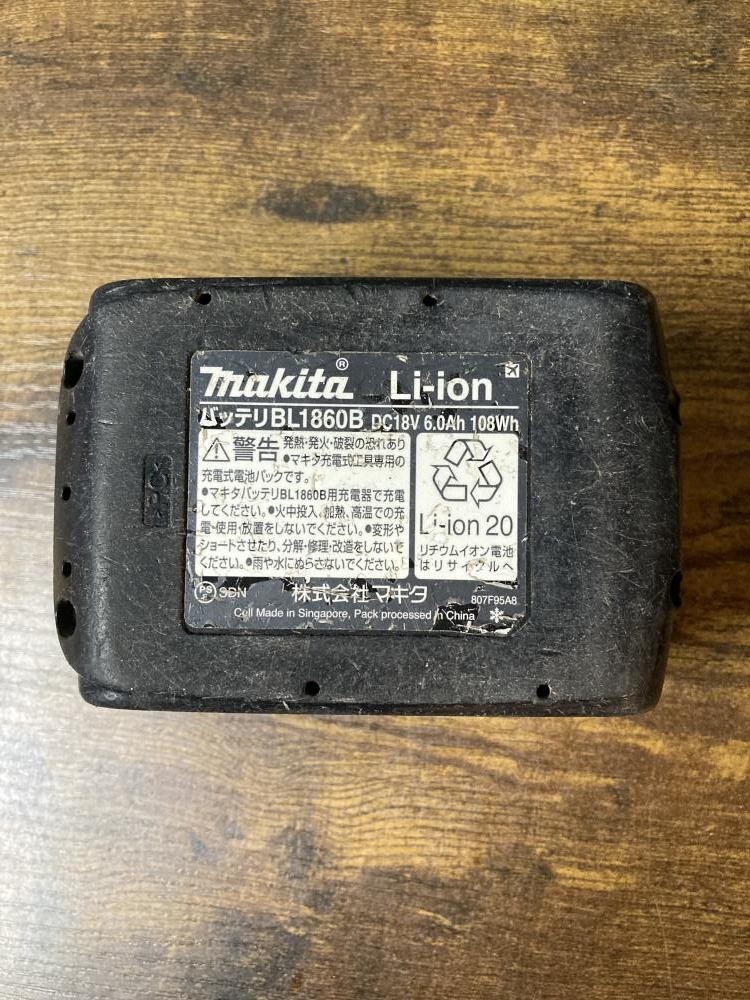 makita® Li-ion
バッテリBL1860B DC18V 6.0Ah 108Wh
警告 発熱・発火・破裂の恐れあり
●マキタ充電式工具専用の
充電式電池パックです。
●マキタバッテリBL1860B用充電器で充電
してください。●火中投入、加熱、高温での充
電・使用・放置をしないでください。●変形や
ショートさせたり、分解・修理・改造をしないで
ください。●雨や水にぬらさないでください。
Li-ion 20
リチウムイオン電池
はリサイクルへ
PSE SDN 株式会社マキタ 807F95A8
Cell Made in Singapore, Pack processed in China